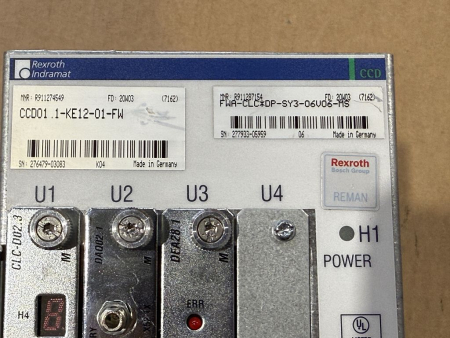 Rexroth
Indramat
CCD
MNR: R911274549 FD: 20W03 (7162)
CCD01.1-KE12-01-FW
SN: 276479-03083 K04 Made in Germany
MNR: R911297154 FD: 20W03 (7162)
FWA-CLC*DP-SY3-06V06-MS
SN: 277933-05959 06 Made in Germany
Rexroth
Bosch Group
REMAN
U1 U2 U3 U4
H1
POWER
CLC-D02.3 M
DAQ02.1 M
DEA28.1 M
H4
8
RY
ERR
UL